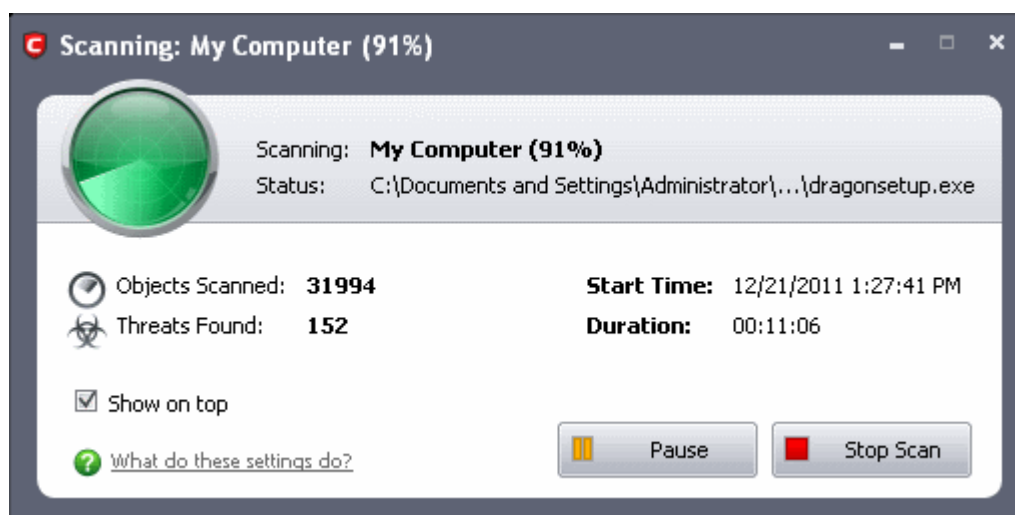 Scanning: My Computer (91%)
Scanning: My Computer (91%)
Status: C:\Documents and Settings\Administrator\...\dragonsetup.exe
Objects Scanned: 31994
Start Time: 12/21/2011 1:27:41 PM
Threats Found: 152
Duration: 00:11:06
Show on top
What do these settings do?
Pause
Stop Scan